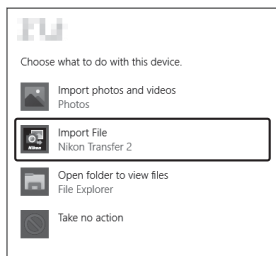 Choose what to do with this device.
Import photos and videos
Photos
Import File
Nikon Transfer 2
Open folder to view files
File Explorer
Take no action